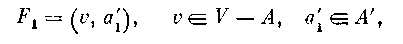 F₁ = (v, a′₁), v ∈ V − A, a′₁ ∈ A′,